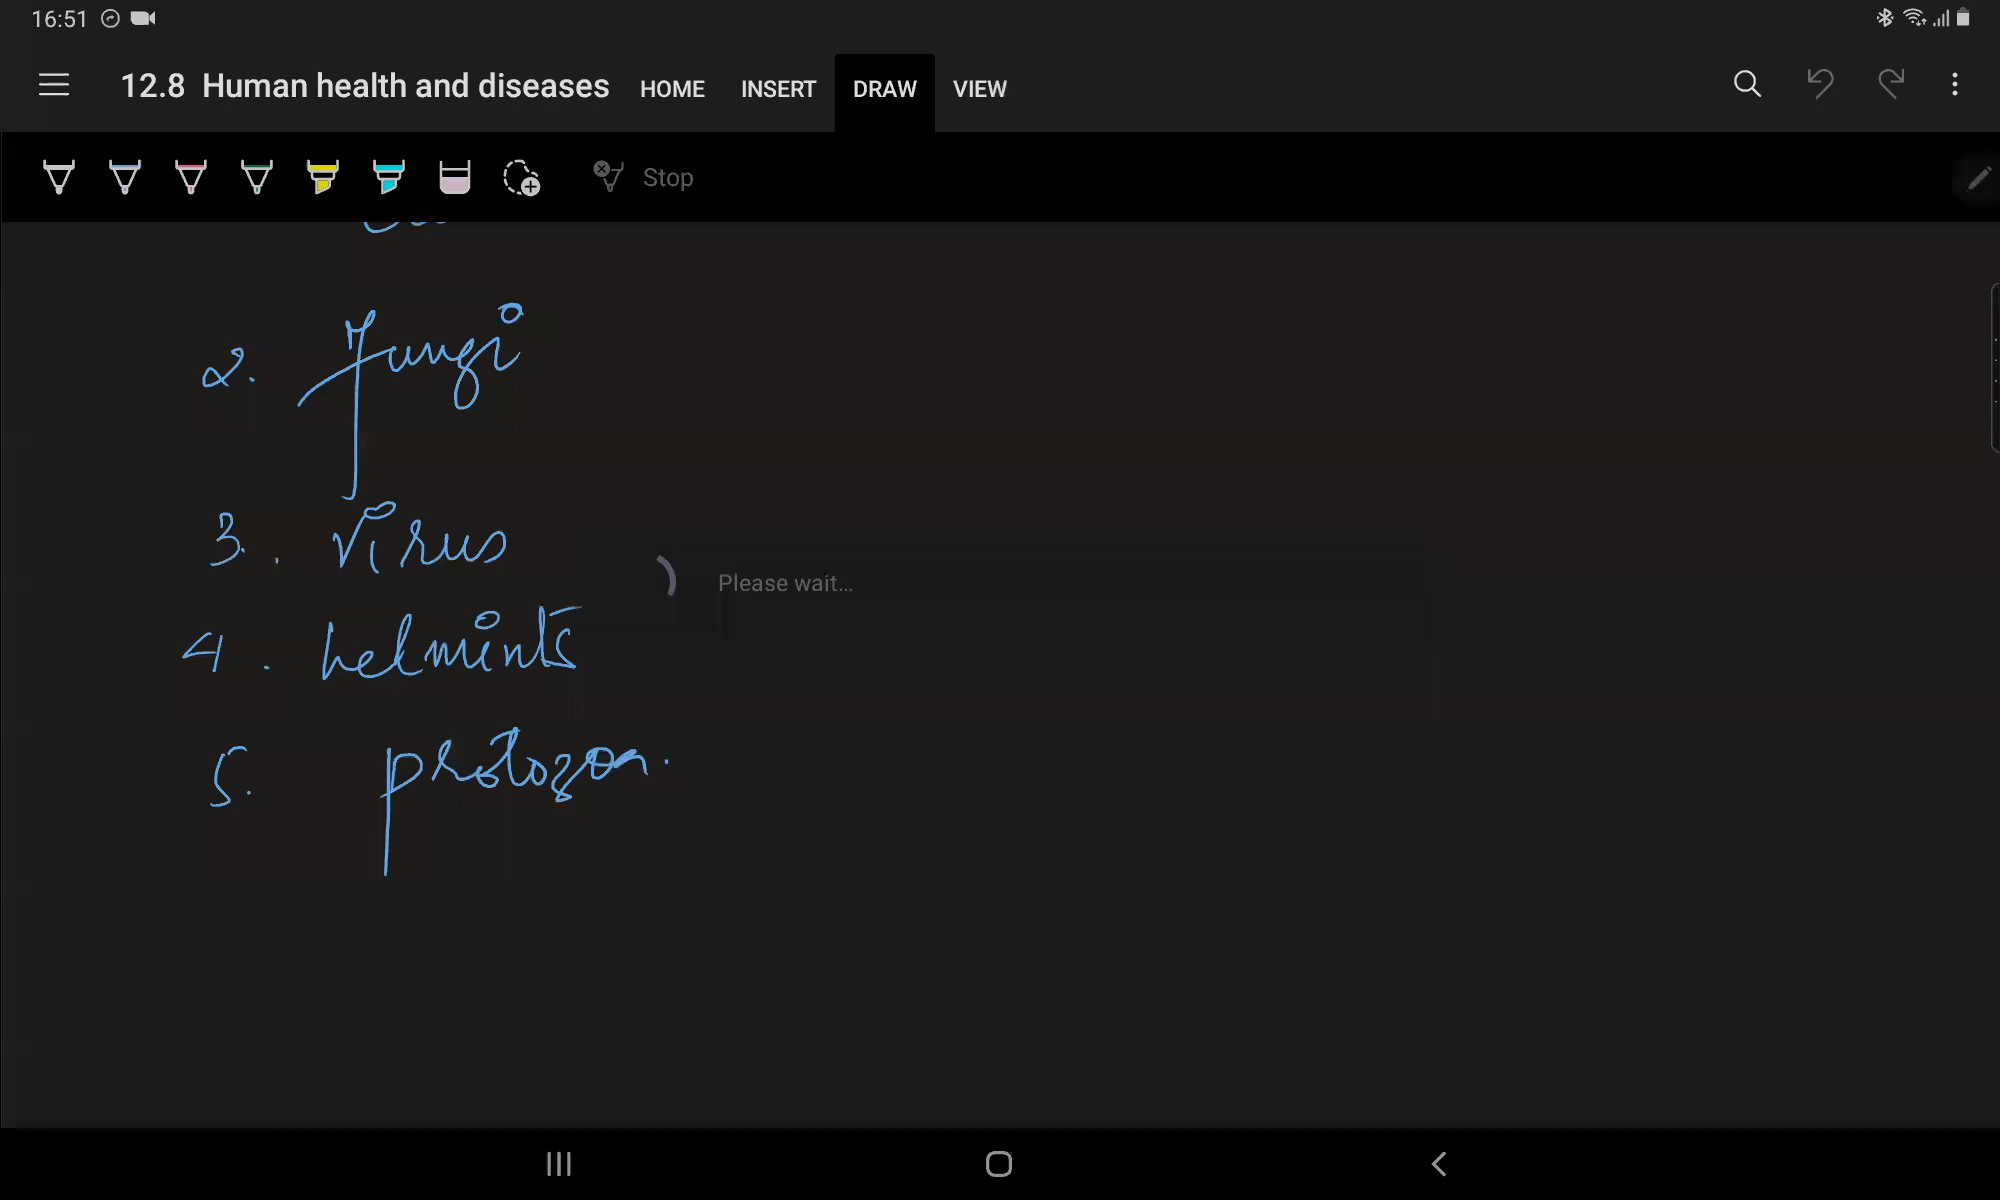 16:51
12.8 Human health and diseases HOME INSERT DRAW VIEW
Stop
2. fungi
3. virus
Please wait...
4. helmints
5. protozoa.